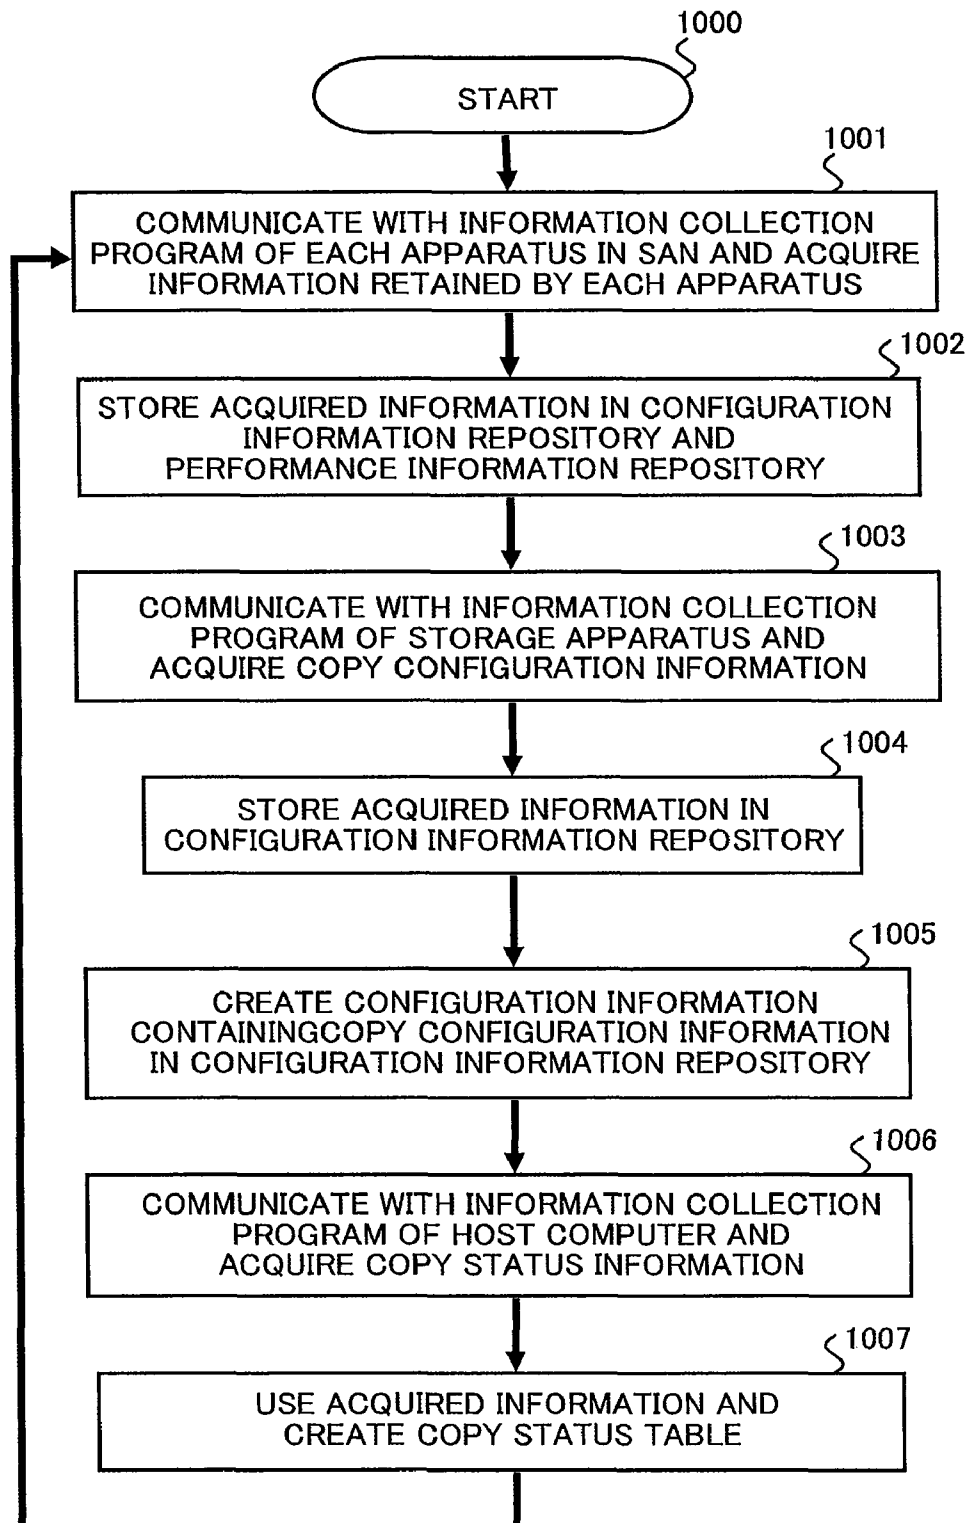 1000
START
1001
COMMUNICATE WITH INFORMATION COLLECTION
PROGRAM OF EACH APPARATUS IN SAN AND ACQUIRE
INFORMATION RETAINED BY EACH APPARATUS
1002
STORE ACQUIRED INFORMATION IN CONFIGURATION
INFORMATION REPOSITORY AND
PERFORMANCE INFORMATION REPOSITORY
1003
COMMUNICATE WITH INFORMATION COLLECTION
PROGRAM OF STORAGE APPARATUS AND
ACQUIRE COPY CONFIGURATION INFORMATION
1004
STORE ACQUIRED INFORMATION IN
CONFIGURATION INFORMATION REPOSITORY
1005
CREATE CONFIGURATION INFORMATION
CONTAININGCOPY CONFIGURATION INFORMATION
IN CONFIGURATION INFORMATION REPOSITORY
1006
COMMUNICATE WITH INFORMATION COLLECTION
PROGRAM OF HOST COMPUTER AND
ACQUIRE COPY STATUS INFORMATION
1007
USE ACQUIRED INFORMATION AND
CREATE COPY STATUS TABLE